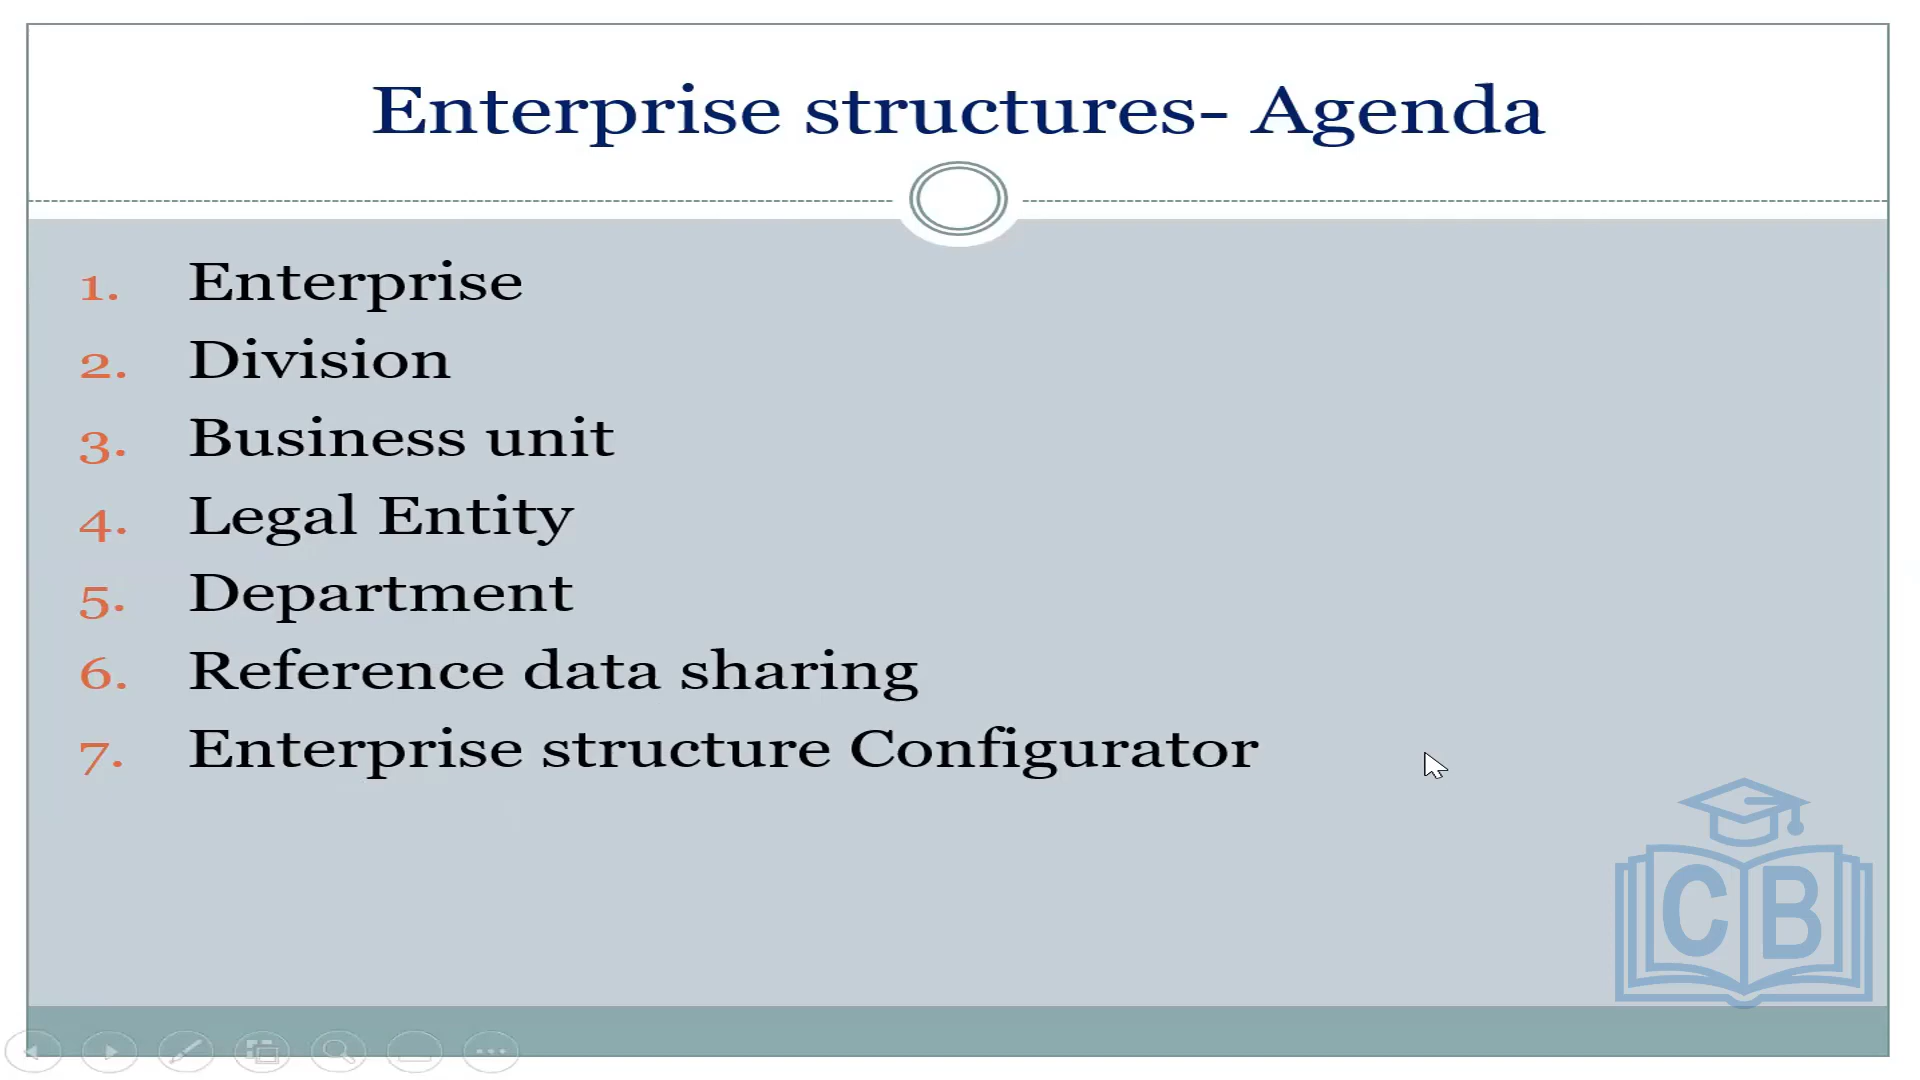 Enterprise structures- Agenda
1. Enterprise
2. Division
3. Business unit
4. Legal Entity
5. Department
6. Reference data sharing
7. Enterprise structure Configurator
CB